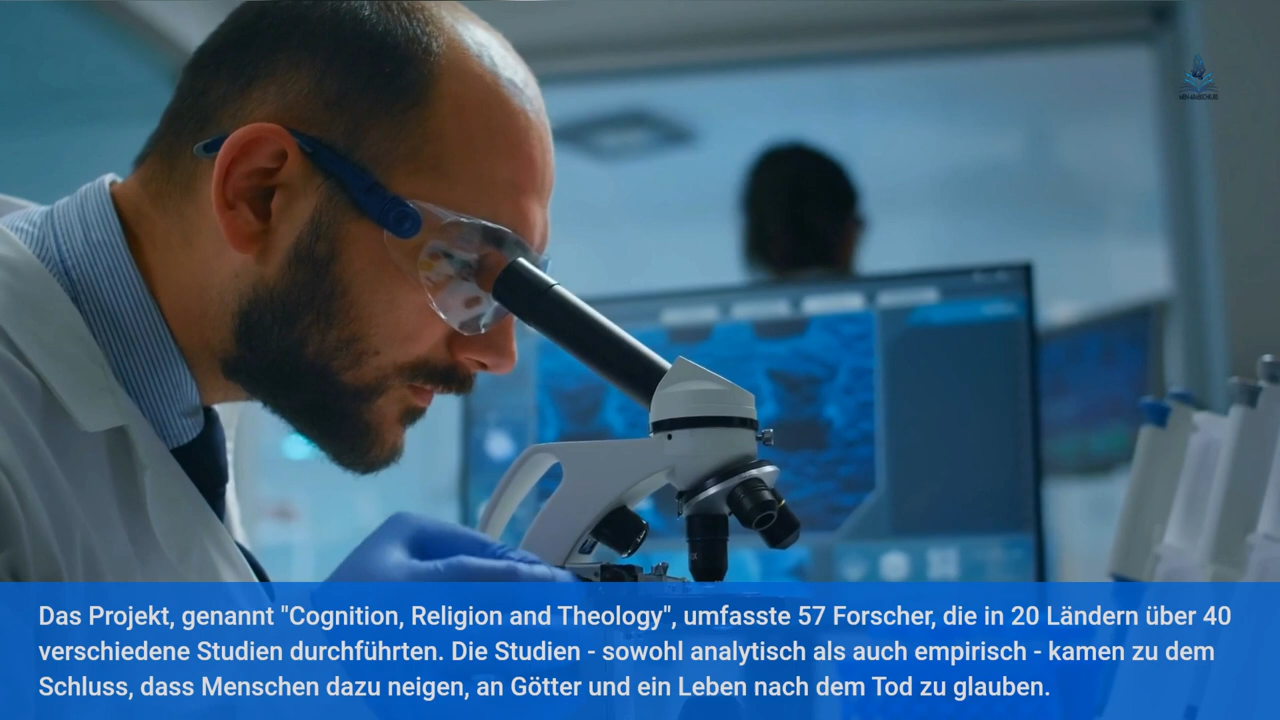 Das Projekt, genannt "Cognition, Religion and Theology", umfasste 57 Forscher, die in 20 Ländern über 40
verschiedene Studien durchführten. Die Studien - sowohl analytisch als auch empirisch - kamen zu dem
Schluss, dass Menschen dazu neigen, an Götter und ein Leben nach dem Tod zu glauben.